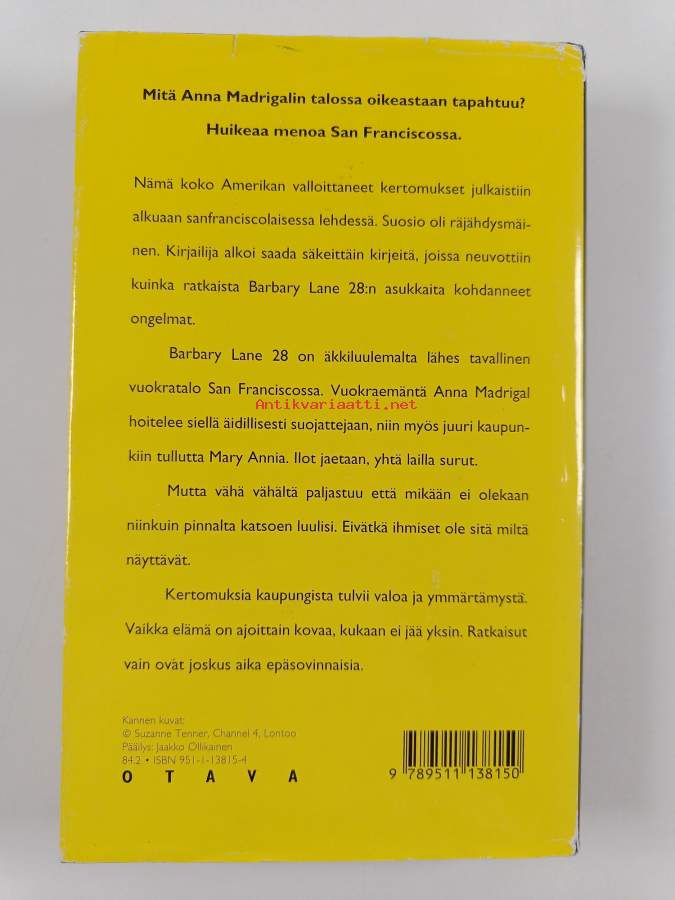 Mitä Anna Madrigalin talossa oikeastaan tapahtuu?
Huikeaa menoa San Franciscossa.
Nämä koko Amerikan valloittaneet kertomukset julkaistiin
alkuaan sanfranciscolaisessa lehdessä. Suosio oli räjähdysmäi-
nen. Kirjailija alkoi saada säkeittäin kirjeitä, joissa neuvottiin
kuinka ratkaista Barbary Lane 28:n asukkaita kohdanneet
ongelmat.
Barbary Lane 28 on äkkiluulemalta lähes tavallinen
vuokratalo San Franciscossa. Vuokraemäntä Anna Madrigal
Antikvariaatti.net
hoitelee siellä äidillisesti suojattejaan, niin myös juuri kaupun-
kiin tullutta Mary Annia. Ilot jaetaan, yhtä lailla surut.
Mutta vähä vähältä paljastuu että mikään ei olekaan
niinkuin pinnalta katsoen luulisi. Eivätkä ihmiset ole sitä miltä
näyttävät.
Kertomuksia kaupungista tulvii valoa ja ymmärtämystä.
Vaikka elämä on ajoittain kovaa, kukaan ei jää yksin. Ratkaisut
vain ovat joskus aika epäsovinnaisia.
Kannen kuvat:
© Suzanne Tenner, Channel 4, Lontoo
Päällys: Jaakko Ollikainen
84.2 • ISBN 951-1-13815-4
OTAVA
9 789511 138150